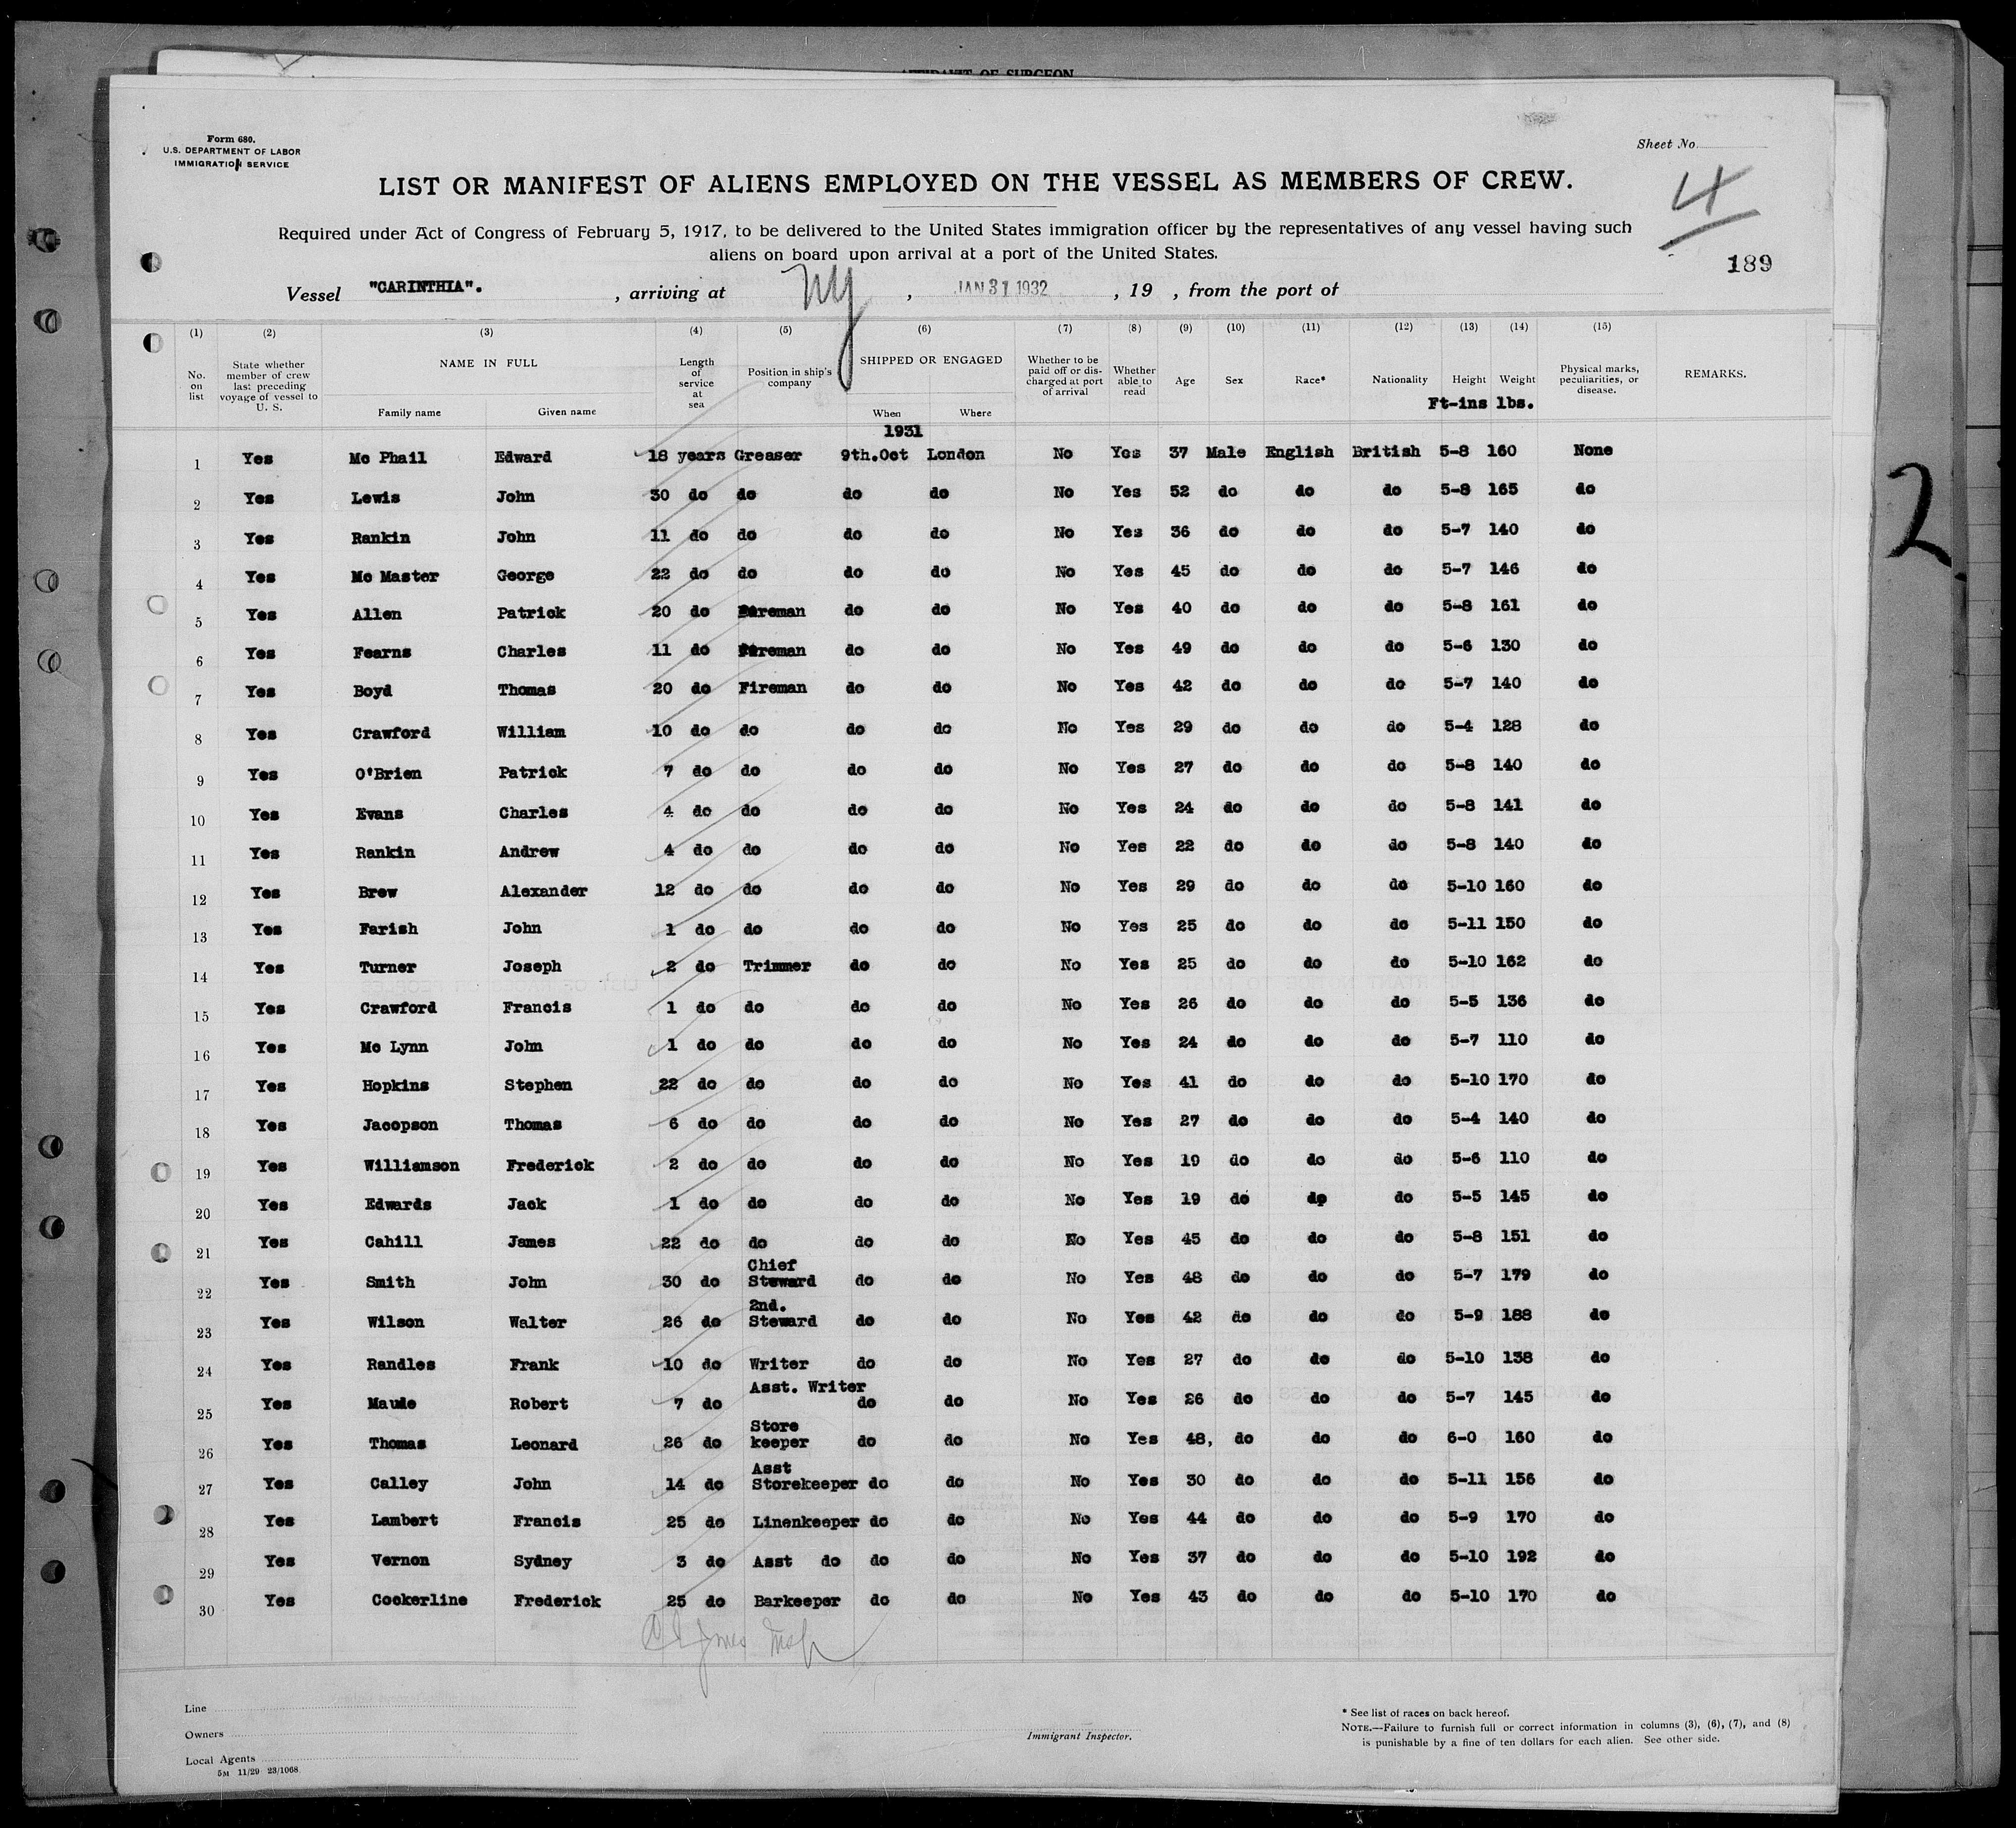 AFFIDAVIT OF SURGEON
Form 680.
U.S. DEPARTMENT OF LABOR
IMMIGRATION SERVICE
Sheet No.
LIST OR MANIFEST OF ALIENS EMPLOYED ON THE VESSEL AS MEMBERS OF CREW.
4
Required under Act of Congress of February 5, 1917, to be delivered to the United States immigration officer by the representatives of any vessel having such
aliens on board upon arrival at a port of the United States.
189
Vessel "CARINTHIA". , arriving at NY , JAN 31 1932 , 19 , from the port of
(1) (2) (3) (4) (5) (6) (7) (8) (9) (10) (11) (12) (13) (14) (15)
No. on list State whether member of crew last preceding voyage of vessel to U. S. NAME IN FULL Family name Given name Length of service at sea Position in ship's company SHIPPED OR ENGAGED When Where Whether to be paid off or discharged at port of arrival Whether able to read Age Sex Race* Nationality Height Weight Physical marks, peculiarities, or disease. REMARKS.
Ft-ins lbs.
1931
1 Yes Mc Phail Edward 18 years Greaser 9th.Oct London No Yes 37 Male English British 5-8 160 None
2 Yes Lewis John 30 do do do do No Yes 52 do do do 5-8 165 do
3 Yes Rankin John 11 do do do do No Yes 36 do do do 5-7 140 do
4 Yes Mc Master George 22 do do do do No Yes 45 do do do 5-7 146 do
5 Yes Allen Patrick 20 do Fireman do do No Yes 40 do do do 5-8 161 do
6 Yes Fearns Charles 11 do Fireman do do No Yes 49 do do do 5-6 130 do
7 Yes Boyd Thomas 20 do Fireman do do No Yes 42 do do do 5-7 140 do
8 Yes Crawford William 10 do do do do No Yes 29 do do do 5-4 128 do
9 Yes O'Brien Patrick 7 do do do do No Yes 27 do do do 5-8 140 do
10 Yes Evans Charles 4 do do do do No Yes 24 do do do 5-8 141 do
11 Yes Rankin Andrew 4 do do do do No Yes 22 do do do 5-8 140 do
12 Yes Brew Alexander 12 do do do do No Yes 29 do do do 5-10 160 do
13 Yes Farish John 1 do do do do No Yes 25 do do do 5-11 150 do
14 Yes Turner Joseph 2 do Trimmer do do No Yes 25 do do do 5-10 162 do
15 Yes Crawford Francis 1 do do do do No Yes 26 do do do 5-5 136 do
16 Yes Mc Lynn John 1 do do do do No Yes 24 do do do 5-7 110 do
17 Yes Hopkins Stephen 22 do do do do No Yes 41 do do do 5-10 170 do
18 Yes Jacopson Thomas 6 do do do do No Yes 27 do do do 5-4 140 do
19 Yes Williamson Frederick 2 do do do do No Yes 19 do do do 5-6 110 do
20 Yes Edwards Jack 1 do do do do No Yes 19 do do do 5-5 145 do
21 Yes Cahill James 22 do do do do No Yes 45 do do do 5-8 151 do
22 Yes Smith John 30 do Chief Steward do do No Yes 48 do do do 5-7 179 do
23 Yes Wilson Walter 26 do 2nd. Steward do do No Yes 42 do do do 5-9 188 do
24 Yes Randles Frank 10 do Writer do do No Yes 27 do do do 5-10 138 do
25 Yes Maude Robert 7 do Asst. Writer do do No Yes 26 do do do 5-7 145 do
26 Yes Thomas Leonard 26 do Store keeper do do No Yes 48, do do do 6-0 160 do
27 Yes Calley John 14 do Asst Storekeeper do do No Yes 30 do do do 5-11 156 do
28 Yes Lambert Francis 25 do Linenkeeper do do No Yes 44 do do do 5-9 170 do
29 Yes Vernon Sydney 3 do Asst do do do No Yes 37 do do do 5-10 192 do
30 Yes Cockerline Frederick 25 do Barkeeper do do No Yes 43 do do do 5-10 170 do
2
Line
Owners
Local Agents
5M 11/29 23/1068
Immigrant Inspector.
* See list of races on back hereof.
NOTE.—Failure to furnish full or correct information in columns (3), (6), (7), and (8)
is punishable by a fine of ten dollars for each alien. See other side.